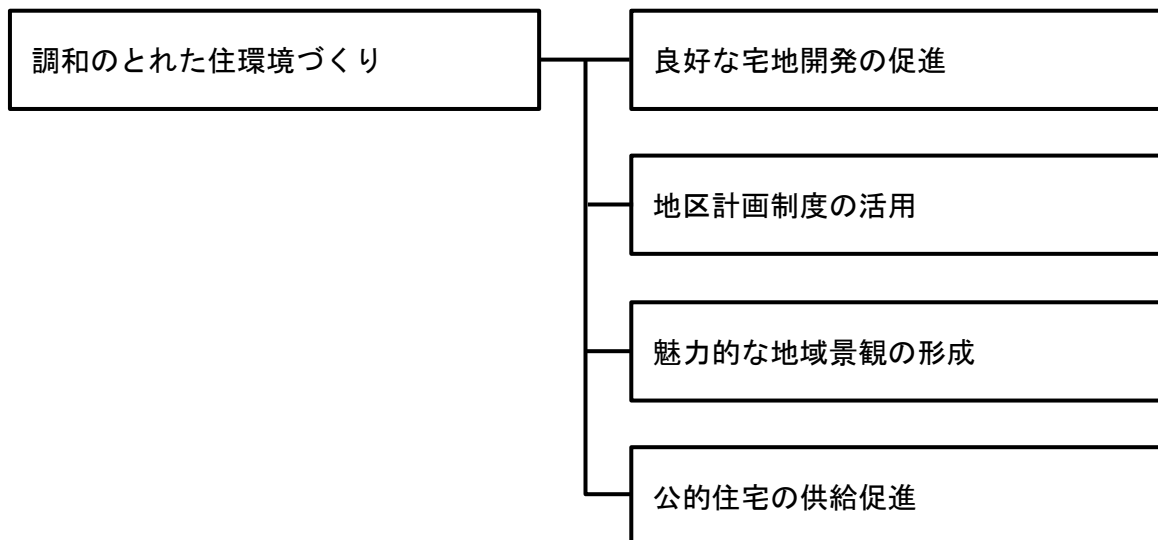 調和のとれた住環境づくり
良好な宅地開発の促進
地区計画制度の活用
魅力的な地域景観の形成
公的住宅の供給促進